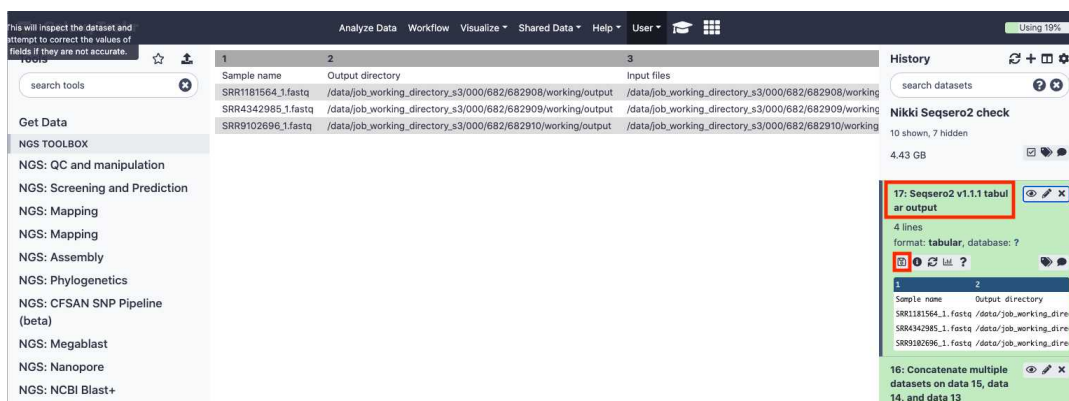 This will inspect the dataset and
attempt to correct the values of
fields if they are not accurate.
Analyze Data Workflow Visualize Shared Data Help User
Using 19%
Tools
search tools
Get Data
NGS TOOLBOX
NGS: QC and manipulation
NGS: Screening and Prediction
NGS: Mapping
NGS: Mapping
NGS: Assembly
NGS: Phylogenetics
NGS: CFSAN SNP Pipeline
(beta)
NGS: Megablast
NGS: Nanopore
NGS: NCBI Blast+
1 2 3
Sample name Output directory Input files
SRR1181564_1.fastq /data/job_working_directory_s3/000/682/682908/working/output /data/job_working_directory_s3/000/682/682908/working
SRR4342985_1.fastq /data/job_working_directory_s3/000/682/682909/working/output /data/job_working_directory_s3/000/682/682909/working
SRR9102696_1.fastq /data/job_working_directory_s3/000/682/682910/working/output /data/job_working_directory_s3/000/682/682910/working
History
search datasets
Nikki Seqsero2 check
10 shown, 7 hidden
4.43 GB
17: Seqsero2 v1.1.1 tabul
ar output
4 lines
format: tabular, database: ?
1 2
Sample name Output directory
SRR1181564_1.fastq /data/job_working_dire
SRR4342985_1.fastq /data/job_working_dire
SRR9102696_1.fastq /data/job_working_dire
16: Concatenate multiple
datasets on data 15, data
14, and data 13